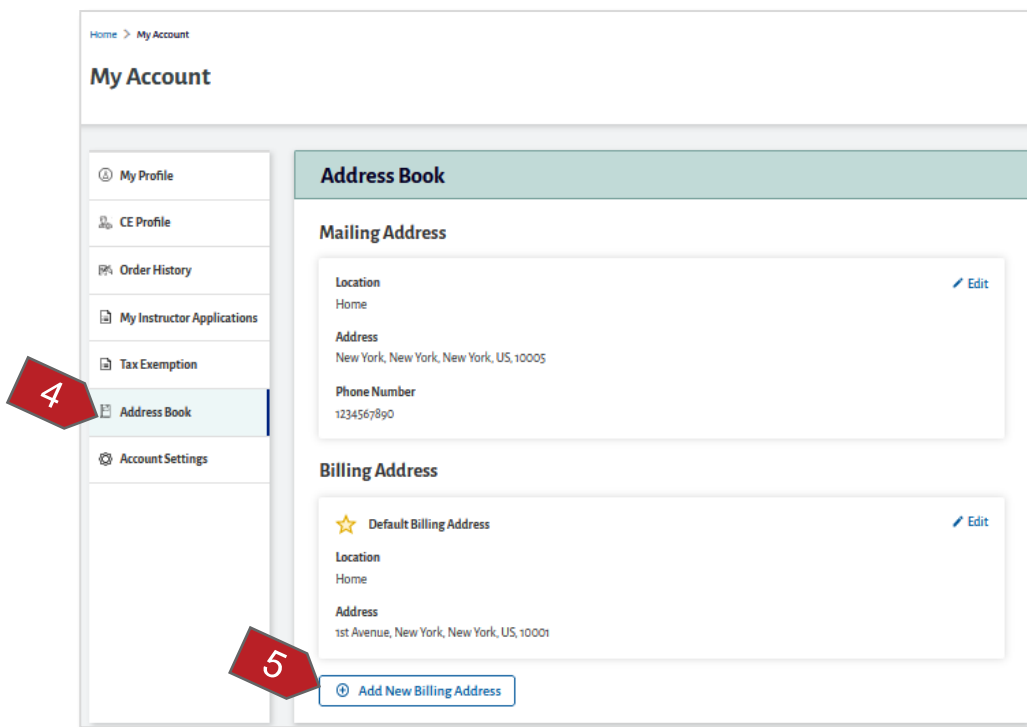 Home > My Account
My Account
My Profile
CE Profile
Order History
My Instructor Applications
Tax Exemption
4
Address Book
Account Settings
Address Book
Mailing Address
Location
Edit
Home
Address
New York, New York, New York, US, 10005
Phone Number
1234567890
Billing Address
Default Billing Address
Edit
Location
Home
Address
1st Avenue, New York, New York, US, 10001
5
Add New Billing Address